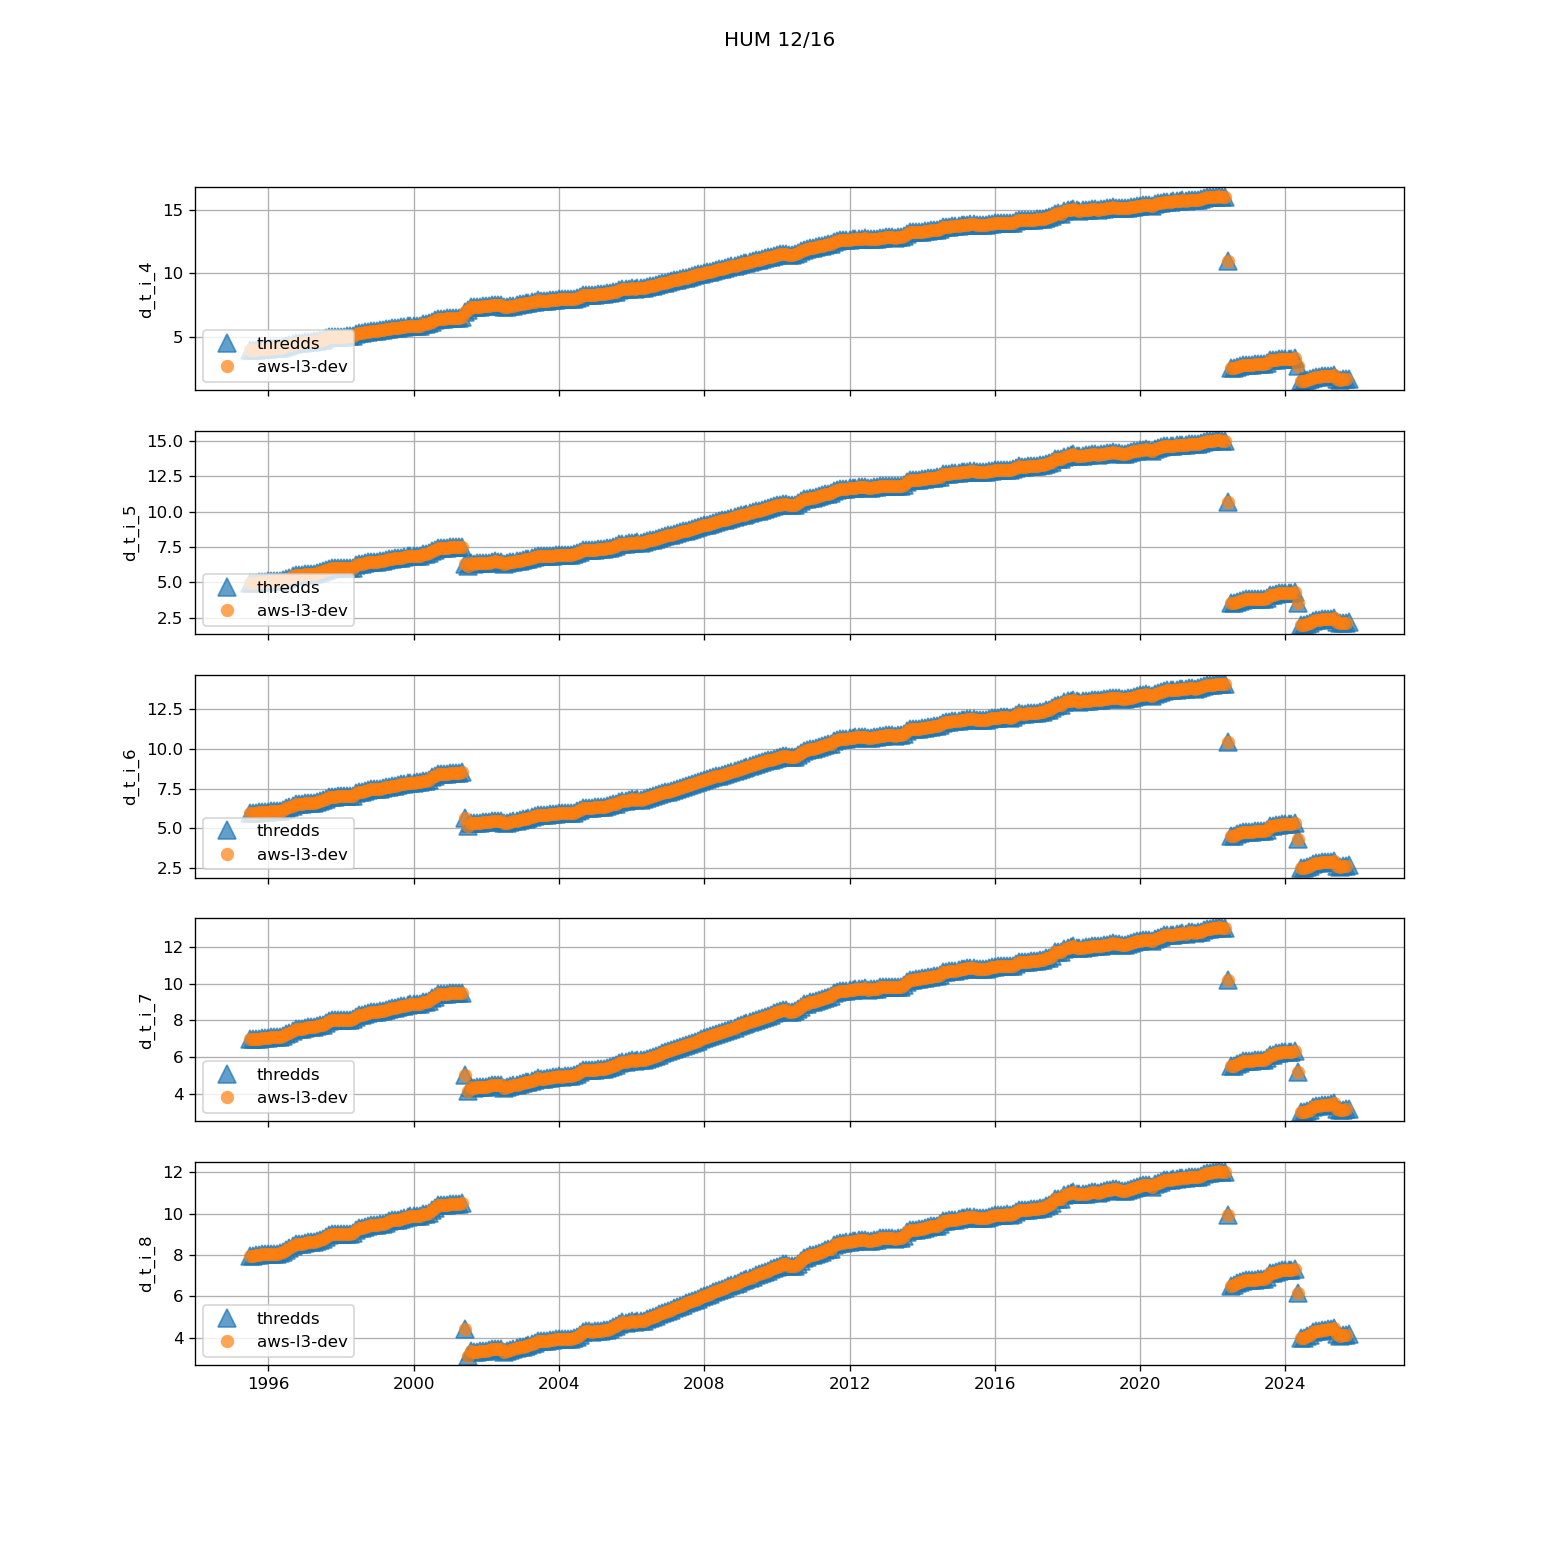 HUM 12/16
15
10
5
d_t_i_4
thredds
aws-l3-dev
15.0
12.5
10.0
7.5
5.0
2.5
d_t_i_5
thredds
aws-l3-dev
12.5
10.0
7.5
5.0
2.5
d_t_i_6
thredds
aws-l3-dev
12
10
8
6
4
d_t_i_7
thredds
aws-l3-dev
12
10
8
6
4
d_t_i_8
thredds
aws-l3-dev
1996 2000 2004 2008 2012 2016 2020 2024